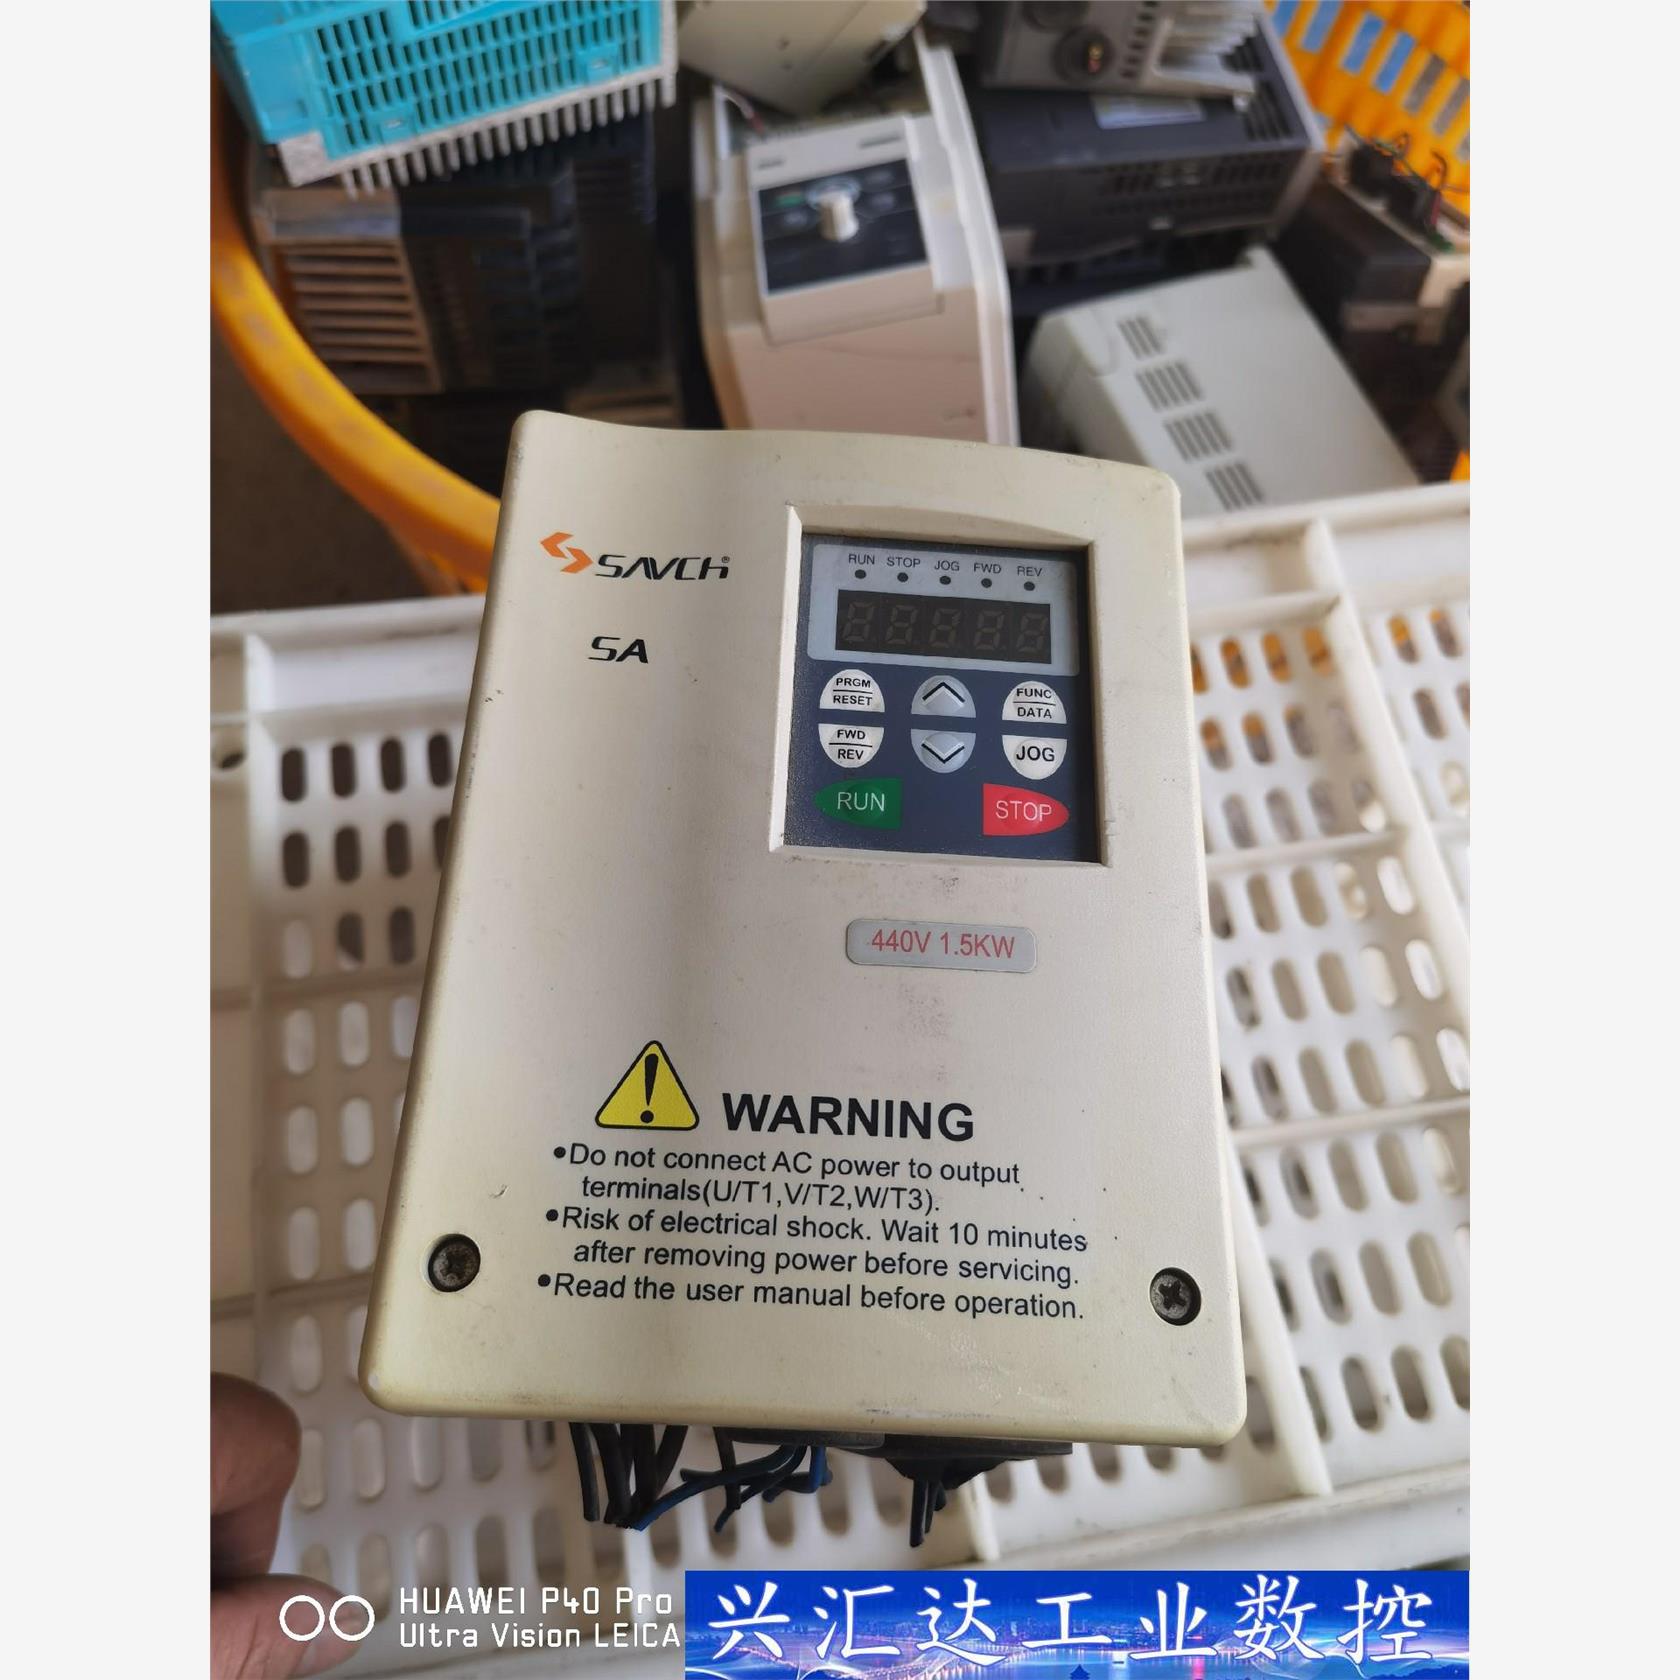 SAVCH®
SA
RUN STOP JOG FWD REV
PRGM
RESET
FUNC
DATA
FWD
REV
JOG
RUN
STOP
440V 1.5KW
WARNING
•Do not connect AC power to output
terminals(U/T1,V/T2,W/T3).
•Risk of electrical shock. Wait 10 minutes
after removing power before servicing.
•Read the user manual before operation.
HUAWEI P40 Pro
Ultra Vision LEICA
兴汇达工业数控